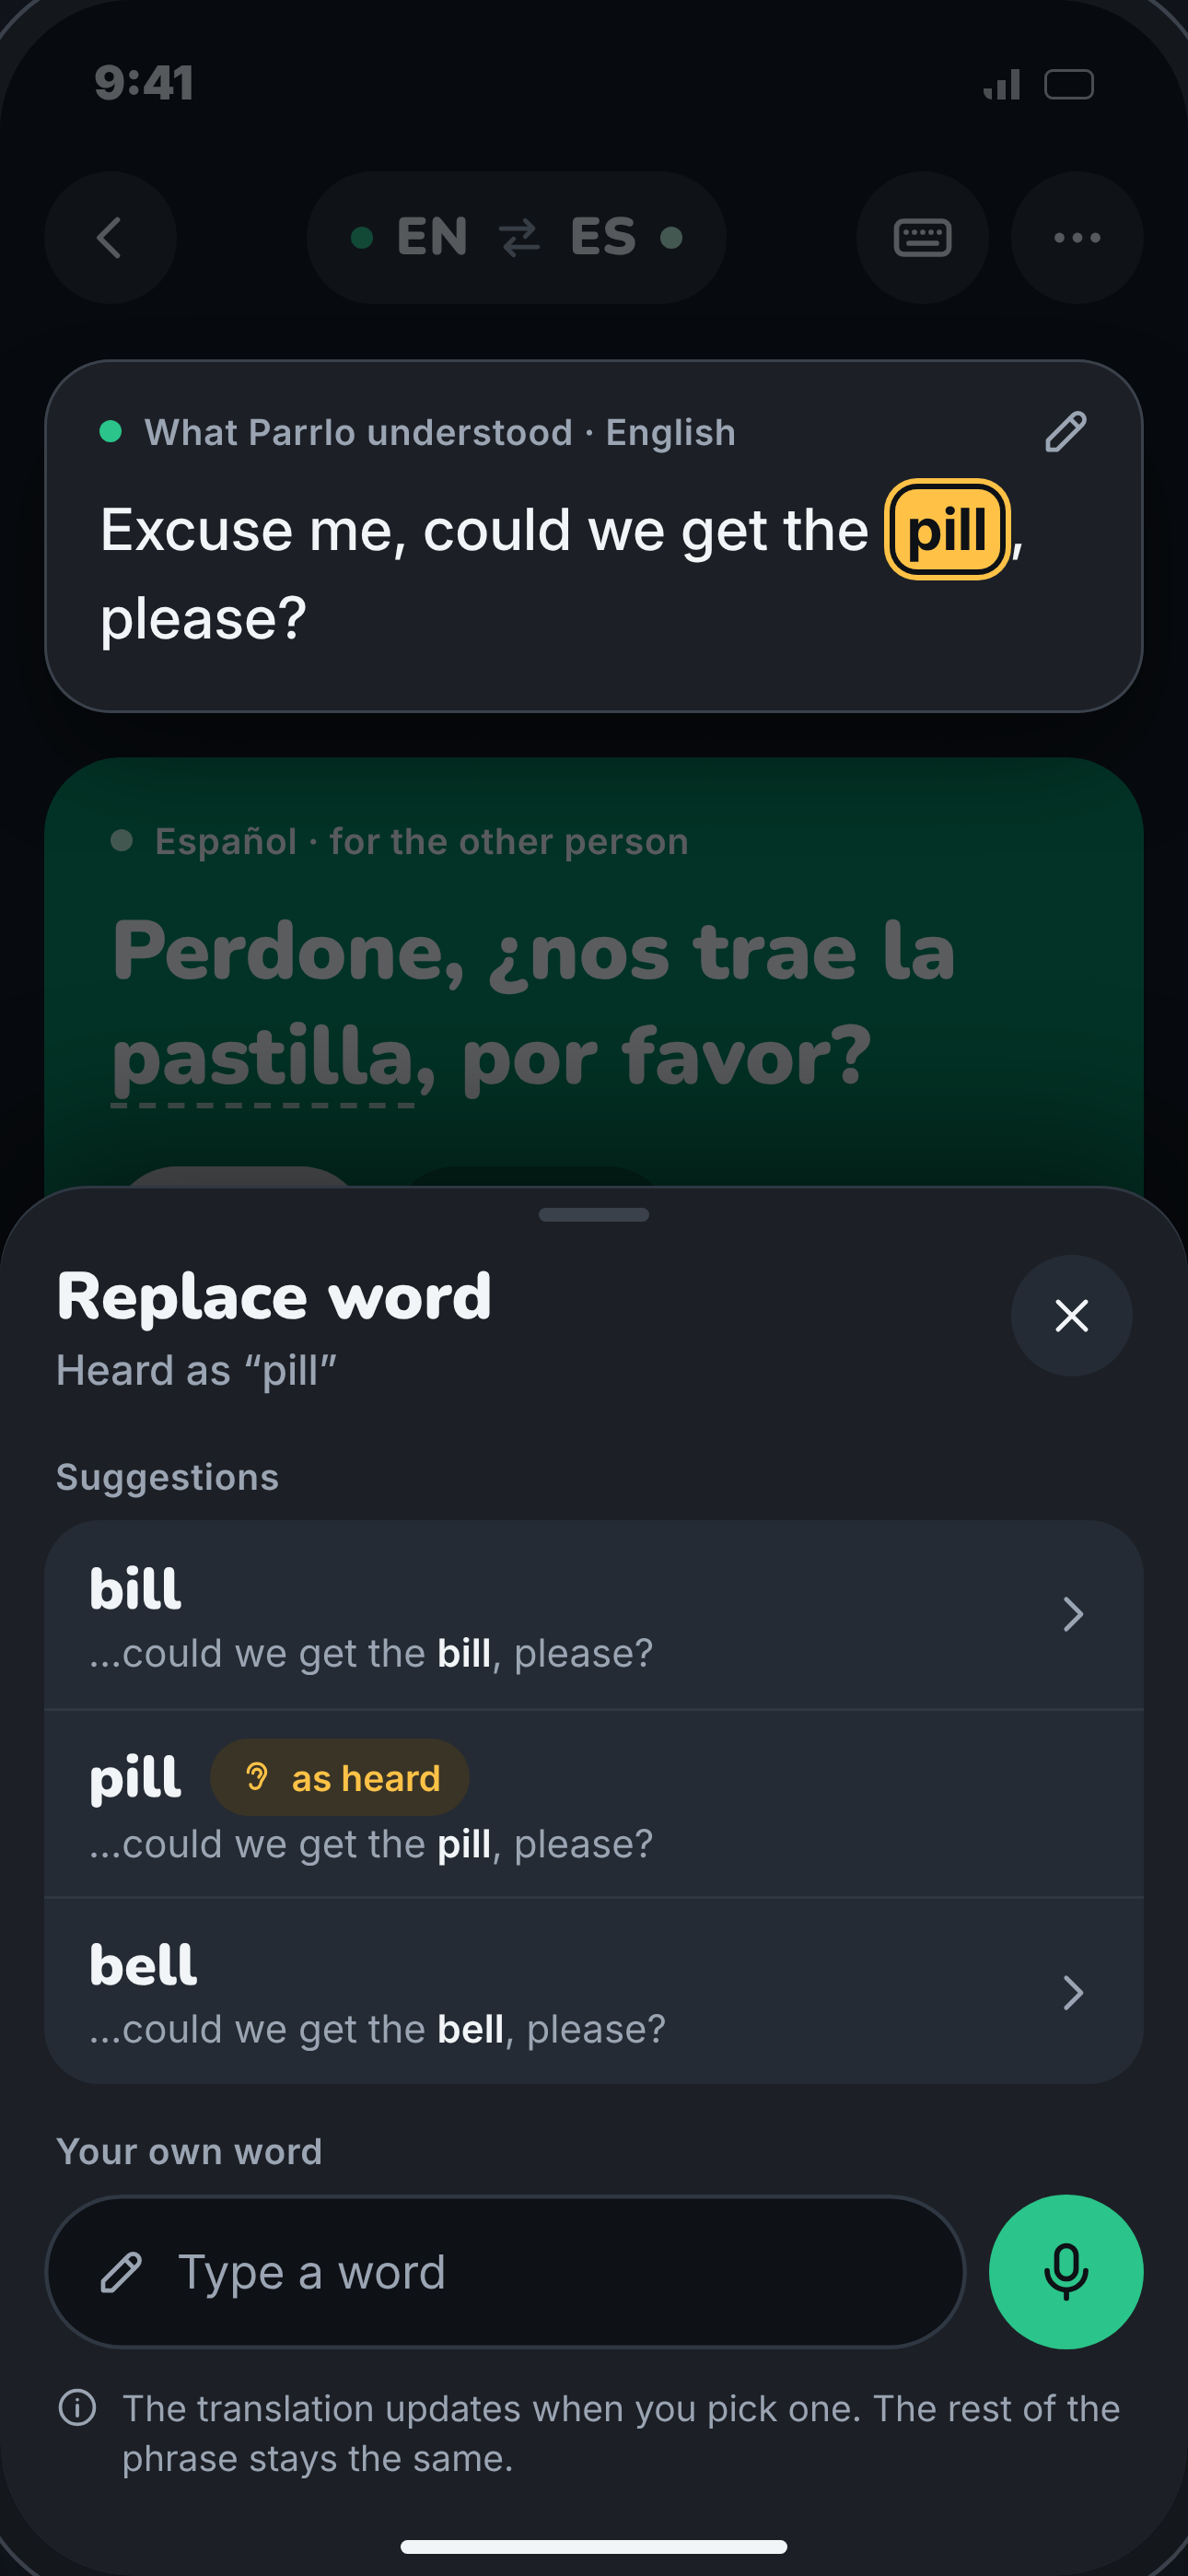 9:41
EN ES
What Parrlo understood · English
Excuse me, could we get the pill,
please?
Español · for the other person
Perdone, ¿nos trae la
pastilla, por favor?
Replace word
Heard as “pill”
Suggestions
bill
...could we get the bill, please?
pill as heard
...could we get the pill, please?
bell
...could we get the bell, please?
Your own word
Type a word
The translation updates when you pick one. The rest of the
phrase stays the same.